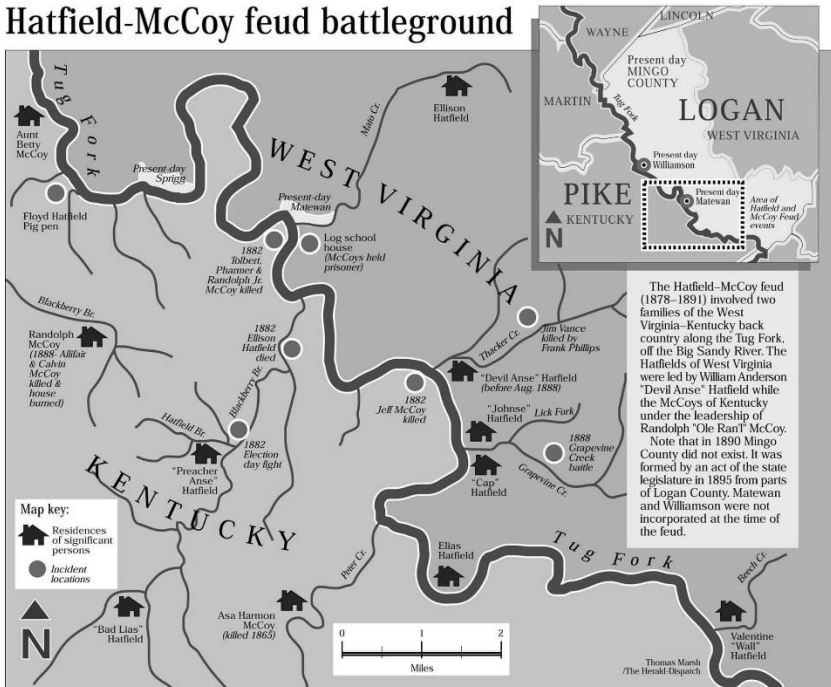 Hatfield-McCoy feud battleground
WAYNE
LINCOLN
Present day
MINGO
COUNTY
MARTIN
Tug Fork
LOGAN
WEST VIRGINIA
Present day
Williamson
PIKE
KENTUCKY
N
Present day
Matewan
Area of
Hatfield and
McCoy Feud
events
Tug Fork
Aunt
Betty
McCoy
Present-day
Sprigg
Floyd Hatfield
Pig pen
Mato Cr.
Ellison
Hatfield
WEST VIRGINIA
Present-day
Matewan
1882
Tolbert,
Pharmer &
Randolph Jr.
McCoy killed
Log school
house
(McCoys held
prisoner)
Blackberry Br.
Randolph
McCoy
(1888- Allifair
& Calvin
McCoy
killed &
house
burned)
1882
Ellison
Hatfield
died
Blackberry Br.
Hatfield Br.
1882
Election
day fight
"Preacher
Anse"
Hatfield
Thacker Cr.
Jim Vance
killed by
Frank Phillips
"Devil Anse" Hatfield
(before Aug. 1888)
1882
Jeff McCoy
killed
"Johnse"
Hatfield
Lick Fork
"Cap"
Hatfield
1888
Grapevine
Creek
battle
Grapevine Cr.
KENTUCKY
Map key:
Residences
of significant
persons
Incident
locations
N
"Bad Lias"
Hatfield
Asa Harmon
McCoy
(killed 1865)
Peter Cr.
Elias
Hatfield
Tug Fork
Beech Cr.
Valentine
"Wall"
Hatfield
0 1 2
Miles
Thomas Marsh
/The Herald-Dispatch
The Hatfield–McCoy feud
(1878–1891) involved two
families of the West
Virginia–Kentucky back
country along the Tug Fork,
off the Big Sandy River. The
Hatfields of West Virginia
were led by William Anderson
"Devil Anse" Hatfield while
the McCoys of Kentucky
under the leadership of
Randolph "Ole Ran'l" McCoy.
Note that in 1890 Mingo
County did not exist. It was
formed by an act of the state
legislature in 1895 from parts
of Logan County. Matewan
and Williamson were not
incorporated at the time of
the feud.